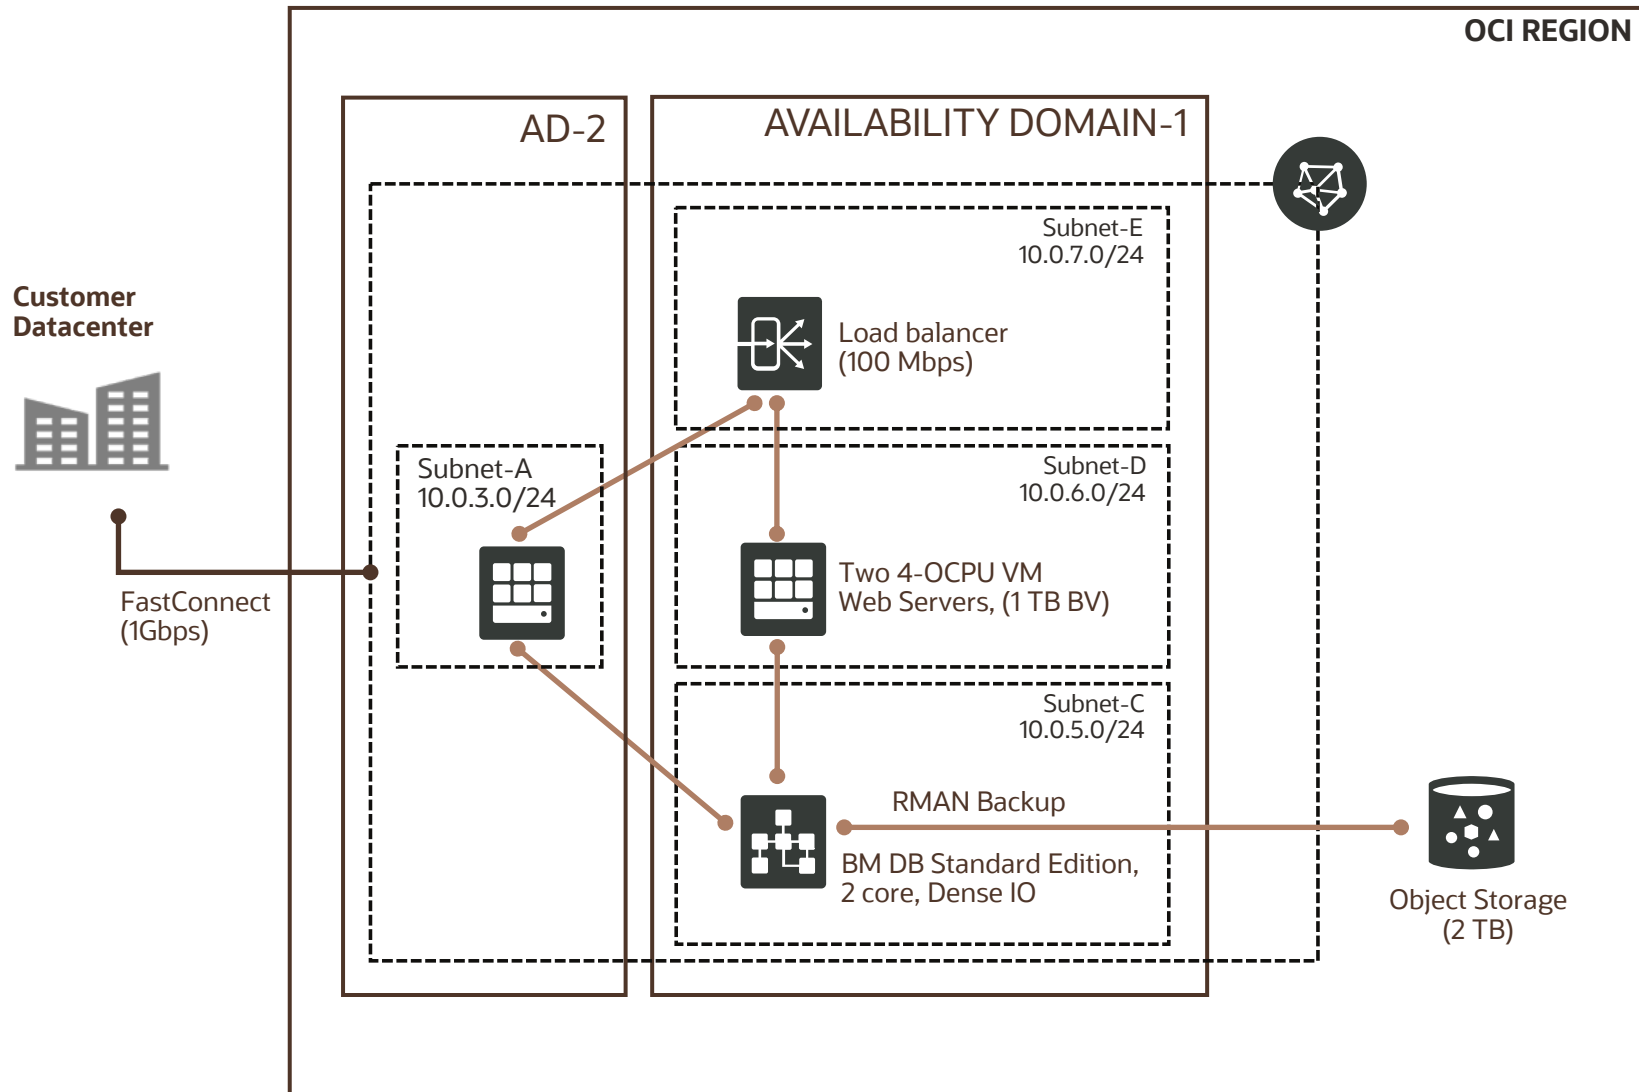 OCI REGION
AD-2
AVAILABILITY DOMAIN-1
Subnet-E
10.0.7.0/24
Customer
Datacenter
Load balancer
(100 Mbps)
Subnet-A
10.0.3.0/24
Subnet-D
10.0.6.0/24
FastConnect
(1Gbps)
Two 4-OCPU VM
Web Servers, (1 TB BV)
Subnet-C
10.0.5.0/24
RMAN Backup
BM DB Standard Edition,
2 core, Dense IO
Object Storage
(2 TB)